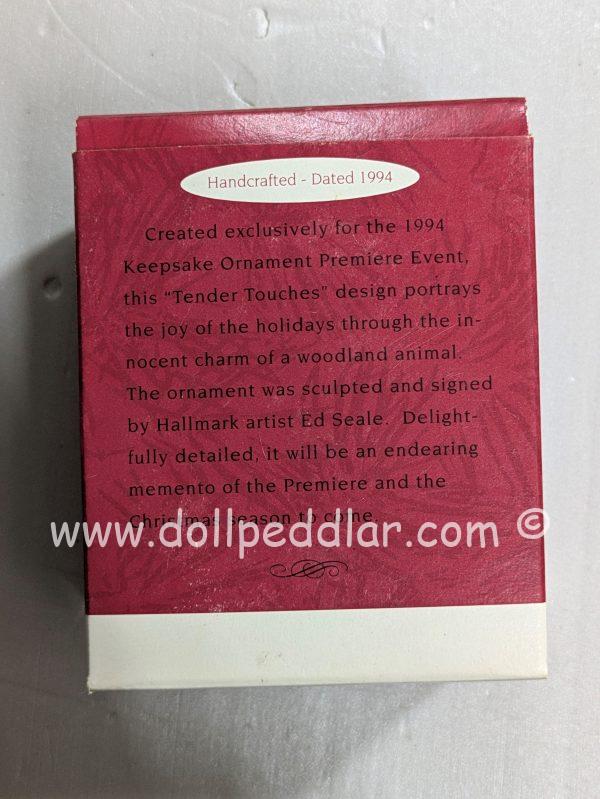 Handcrafted - Dated 1994
Created exclusively for the 1994
Keepsake Ornament Premiere Event,
this “Tender Touches” design portrays
the joy of the holidays through the in-
nocent charm of a woodland animal.
The ornament was sculpted and signed
by Hallmark artist Ed Seale. Delight-
fully detailed, it will be an endearing
memento of the Premiere and the
Christmas season to come.
www.dollpeddlar.com ©